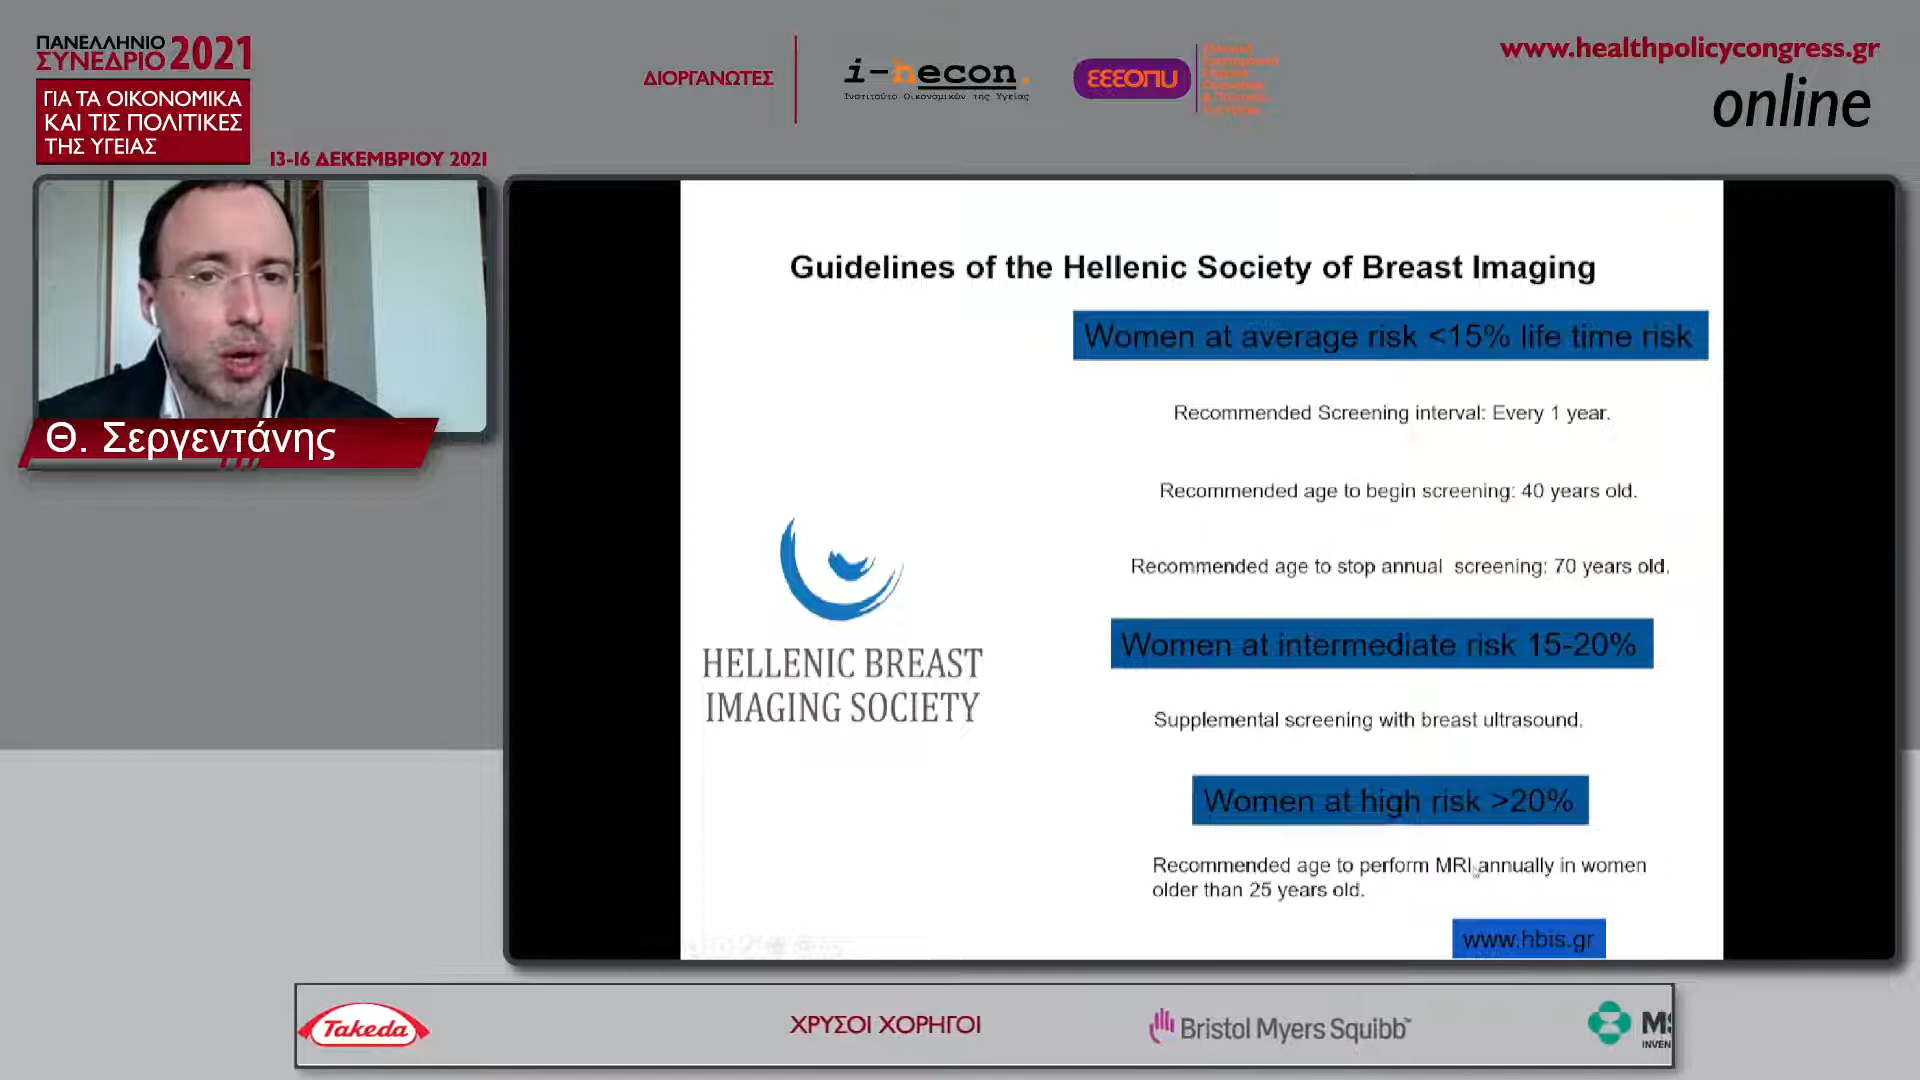 ΠΑΝΕΛΛΗΝΙΟ
ΣΥΝΕΔΡΙΟ 2021
ΓΙΑ ΤΑ ΟΙΚΟΝΟΜΙΚΑ
ΚΑΙ ΤΙΣ ΠΟΛΙΤΙΚΕΣ
ΤΗΣ ΥΓΕΙΑΣ
13-16 ΔΕΚΕΜΒΡΙΟΥ 2021
ΔΙΟΡΓΑΝΩΤΕΣ
i-hecon.
Ινστιτούτο Οικονομικών της Υγείας
ΕΕΕΟΠΥ
www.healthpolicycongress.gr
online
Θ. Σεργεντάνης
Guidelines of the Hellenic Society of Breast Imaging
Women at average risk <15% life time risk
Recommended Screening interval: Every 1 year.
Recommended age to begin screening: 40 years old.
Recommended age to stop annual screening: 70 years old.
HELLENIC BREAST
IMAGING SOCIETY
Women at intermediate risk 15-20%
Supplemental screening with breast ultrasound.
Women at high risk >20%
Recommended age to perform MRI annually in women
older than 25 years old.
www.hbis.gr
Takeda
ΧΡΥΣΟΙ ΧΟΡΗΓΟΙ
Bristol Myers Squibb™